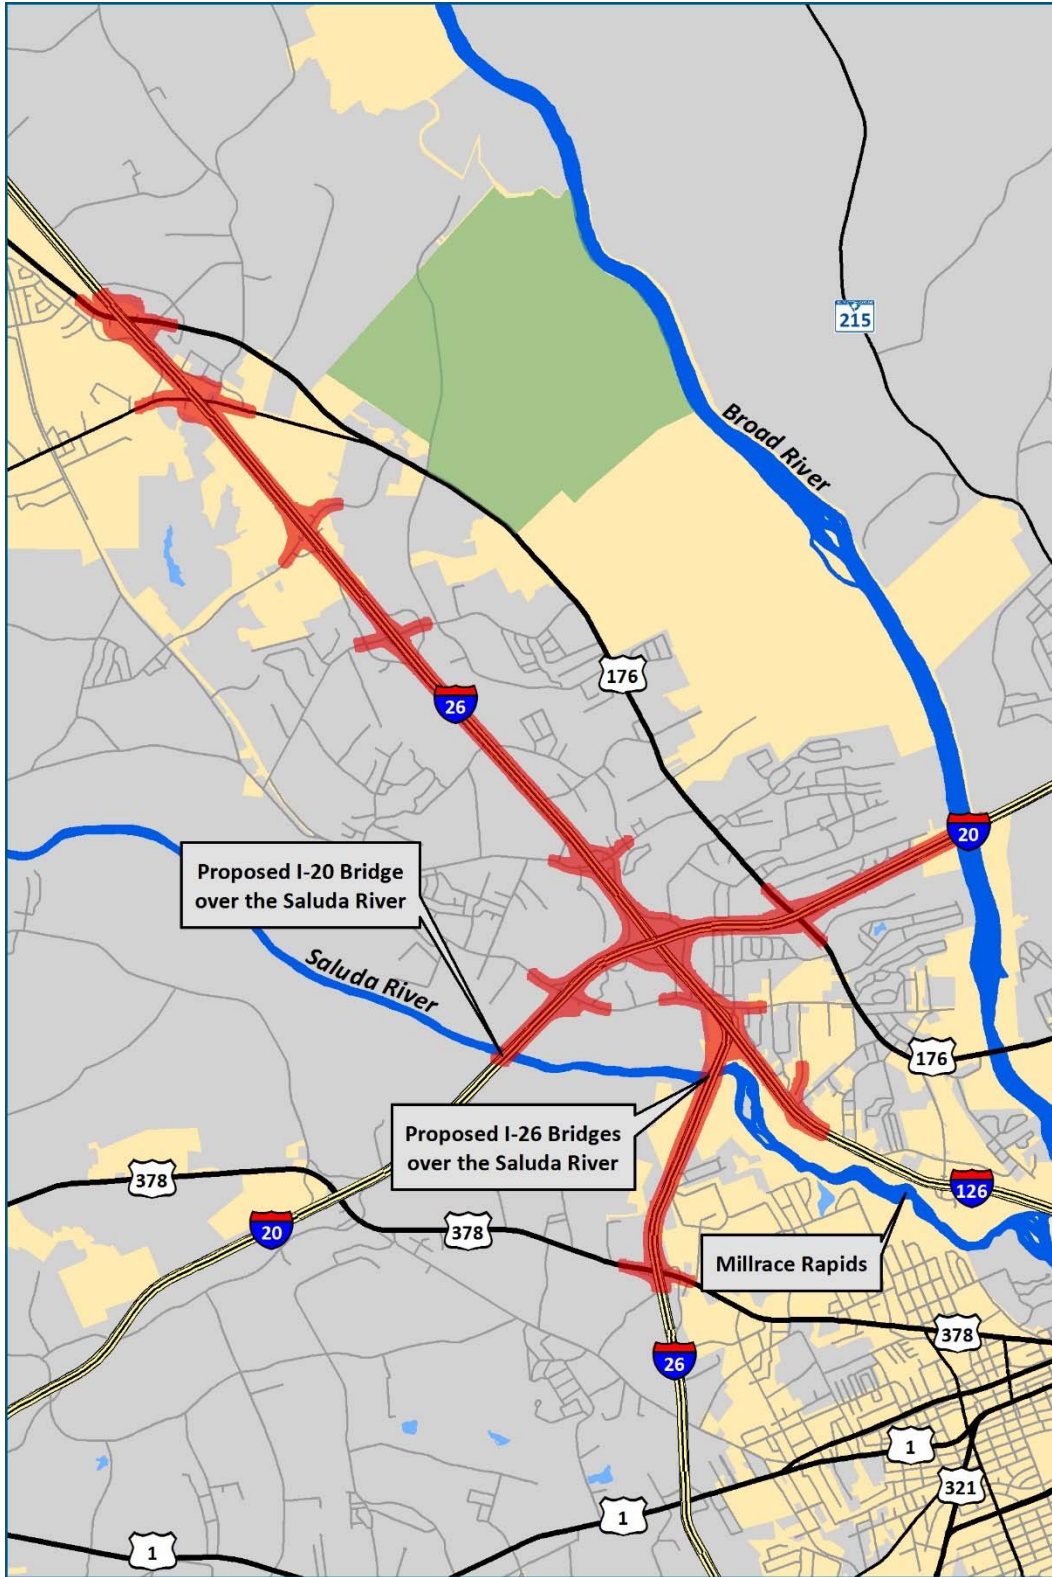 215
Broad River
176
26
20
Proposed I-20 Bridge
over the Saluda River
Saluda River
176
Proposed I-26 Bridges
over the Saluda River
378
126
20
378
Millrace Rapids
378
26
1
321
1
1